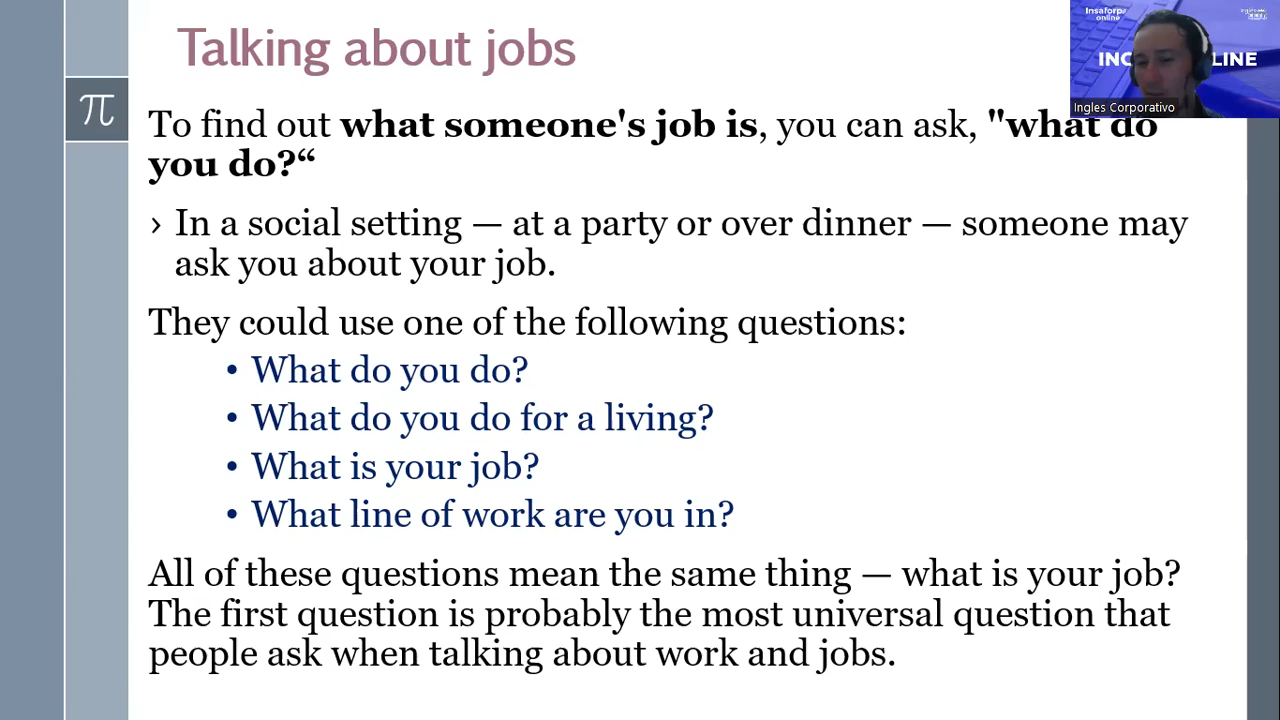 Talking about jobs
Insaforp
online
INC LINE
Ingles Corporativo
π
To find out what someone's job is, you can ask, "what do
you do?“
› In a social setting — at a party or over dinner — someone may
ask you about your job.
They could use one of the following questions:
• What do you do?
• What do you do for a living?
• What is your job?
• What line of work are you in?
All of these questions mean the same thing — what is your job?
The first question is probably the most universal question that
people ask when talking about work and jobs.